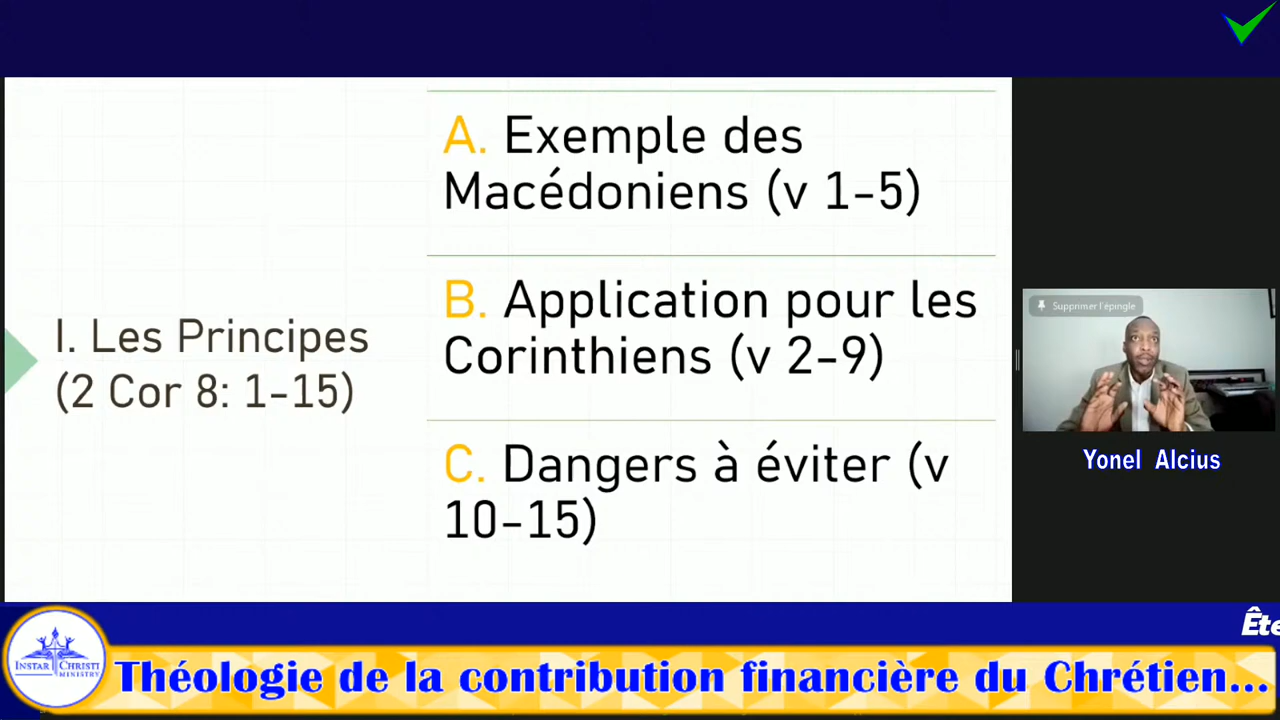 A. Exemple des
Macédoniens (v 1-5)
B. Application pour les
Corinthiens (v 2-9)
I. Les Principes
(2 Cor 8: 1-15)
C. Dangers à éviter (v
10-15)
Supprimer l'épingle
Yonel Alcius
Ête
INSTAR CHRISTI
MINISTRY
Théologie de la contribution financière du Chrétien...